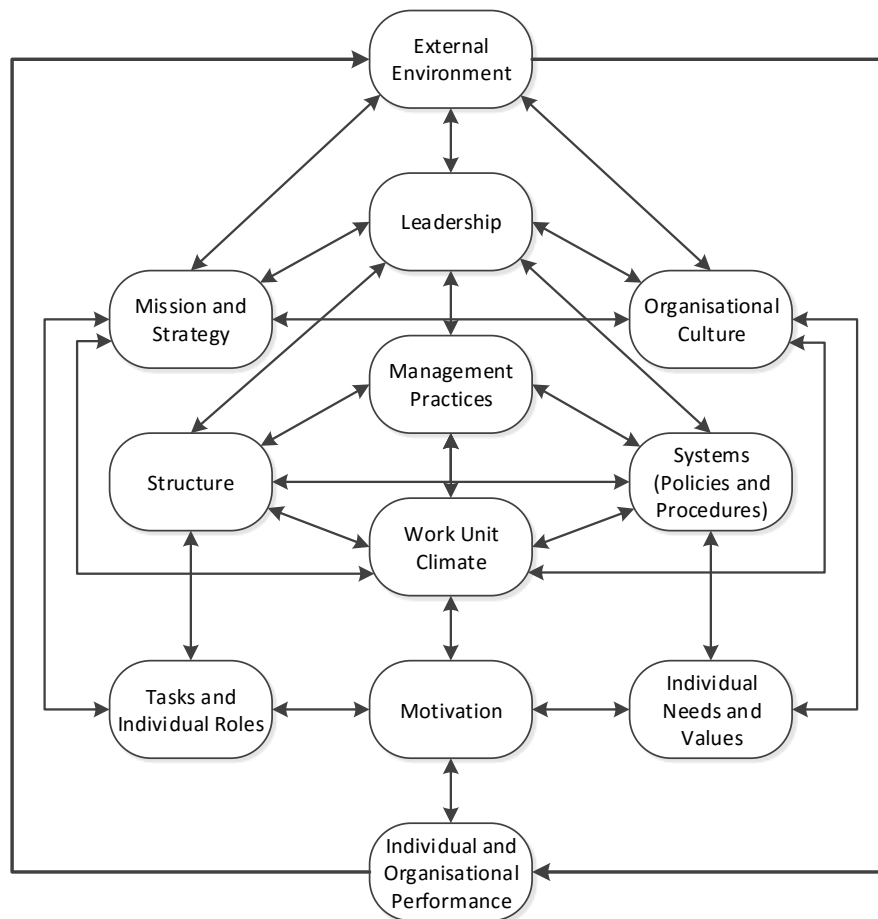 External
Environment
Leadership
Mission and
Strategy
Organisational
Culture
Management
Practices
Structure
Systems
(Policies and
Procedures)
Work Unit
Climate
Tasks and
Individual Roles
Motivation
Individual
Needs and
Values
Individual and
Organisational
Performance